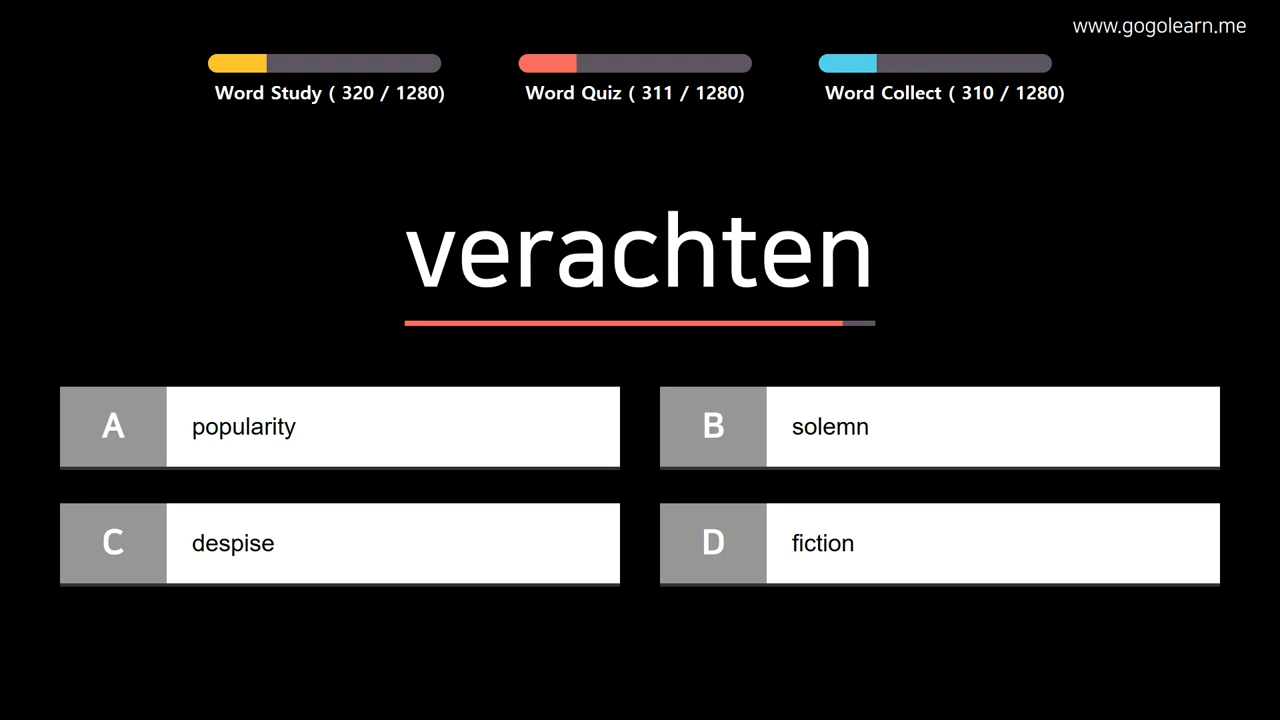 www.gogolearn.me
Word Study ( 320 / 1280)
Word Quiz ( 311 / 1280)
Word Collect ( 310 / 1280)
verachten
A popularity
B solemn
C despise
D fiction